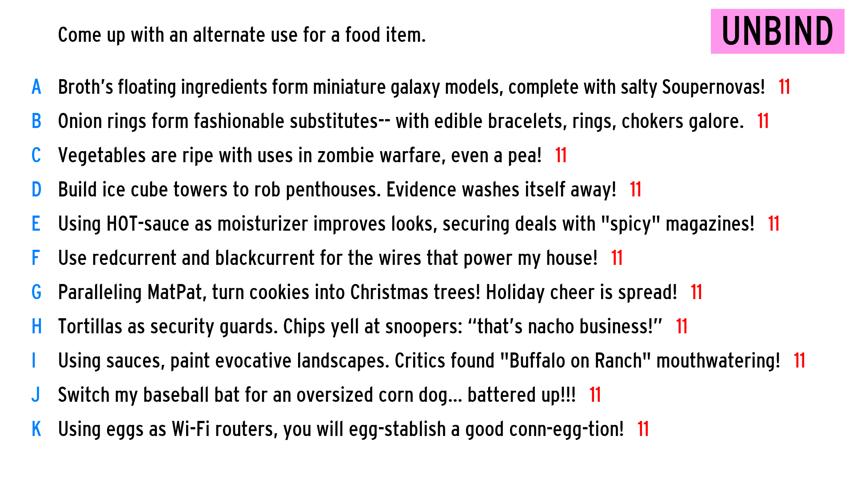 Come up with an alternate use for a food item.
UNBIND
A Broth's floating ingredients form miniature galaxy models, complete with salty Soupernovas! 11
B Onion rings form fashionable substitutes-- with edible bracelets, rings, chokers galore. 11
C Vegetables are ripe with uses in zombie warfare, even a pea! 11
D Build ice cube towers to rob penthouses. Evidence washes itself away! 11
E Using HOT-sauce as moisturizer improves looks, securing deals with "spicy" magazines! 11
F Use redcurrent and blackcurrent for the wires that power my house! 11
G Paralleling MatPat, turn cookies into Christmas trees! Holiday cheer is spread! 11
H Tortillas as security guards. Chips yell at snoopers: “that's nacho business!” 11
I Using sauces, paint evocative landscapes. Critics found "Buffalo on Ranch" mouthwatering! 11
J Switch my baseball bat for an oversized corn dog... battered up!!! 11
K Using eggs as Wi-Fi routers, you will egg-stablish a good conn-egg-tion! 11